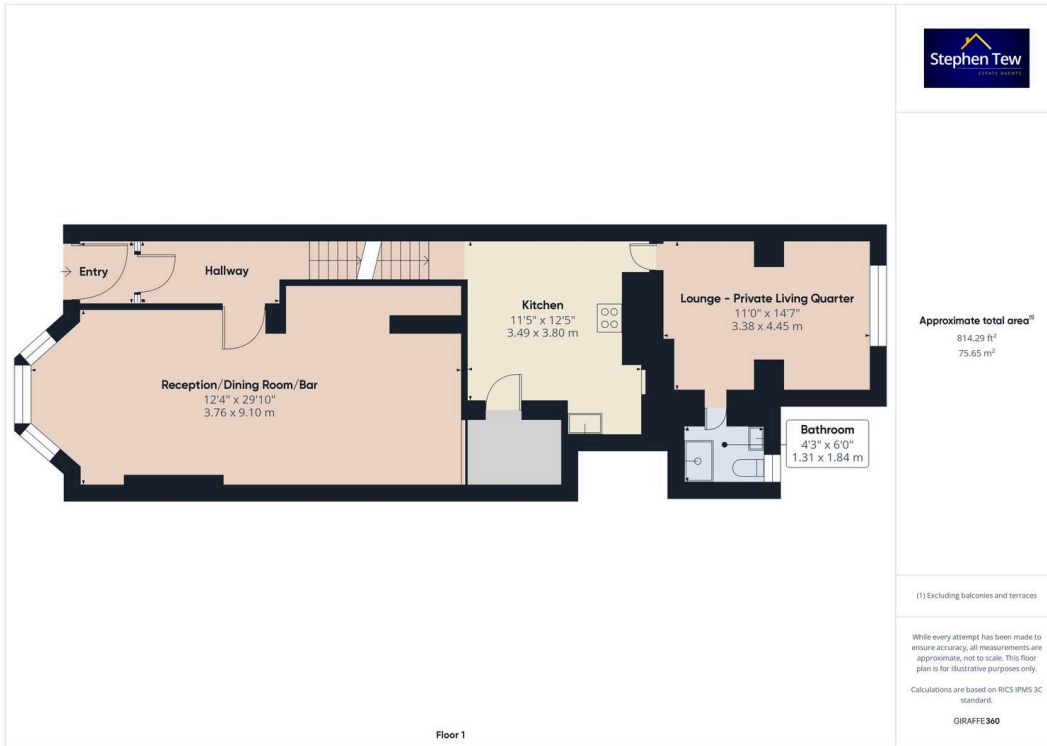 Stephen Tew
ESTATE AGENTS
Entry
Hallway
Kitchen
11'5" x 12'5"
3.49 x 3.80 m
Lounge - Private Living Quarter
11'0" x 14'7"
3.38 x 4.45 m
Reception/Dining Room/Bar
12'4" x 29'10"
3.76 x 9.10 m
Bathroom
4'3" x 6'0"
1.31 x 1.84 m
Floor 1
Approximate total area⁽¹⁾
814.29 ft²
75.65 m²
(1) Excluding balconies and terraces
While every attempt has been made to
ensure accuracy, all measurements are
approximate, not to scale. This floor
plan is for illustrative purposes only.
Calculations are based on RICS IPMS 3C
standard.
GIRAFFE360